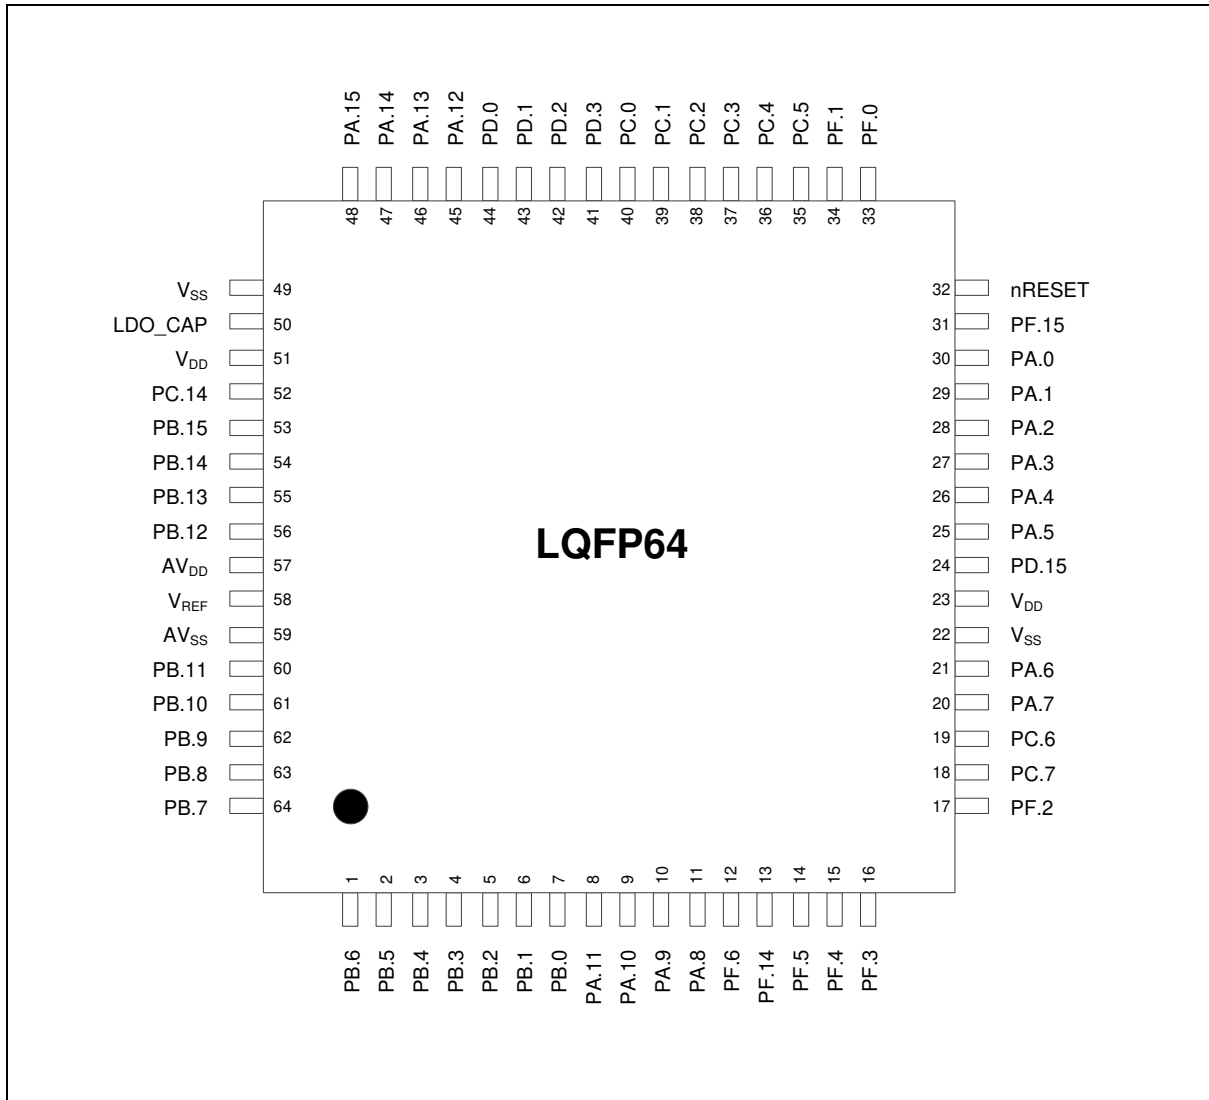 PA.15 PA.14 PA.13 PA.12 PD.0 PD.1 PD.2 PD.3 PC.0 PC.1 PC.2 PC.3 PC.4 PC.5 PF.1 PF.0
48 47 46 45 44 43 42 41 40 39 38 37 36 35 34 33
VSS 49 32 nRESET
LDO_CAP 50 31 PF.15
VDD 51 30 PA.0
PC.14 52 29 PA.1
PB.15 53 28 PA.2
PB.14 54 27 PA.3
PB.13 55 26 PA.4
PB.12 56 25 PA.5
LQFP64
AVDD 57 24 PD.15
VREF 58 23 VDD
AVSS 59 22 VSS
PB.11 60 21 PA.6
PB.10 61 20 PA.7
PB.9 62 19 PC.6
PB.8 63 18 PC.7
PB.7 64 17 PF.2
1 2 3 4 5 6 7 8 9 10 11 12 13 14 15 16
PB.6 PB.5 PB.4 PB.3 PB.2 PB.1 PB.0 PA.11 PA.10 PA.9 PA.8 PF.6 PF.14 PF.5 PF.4 PF.3